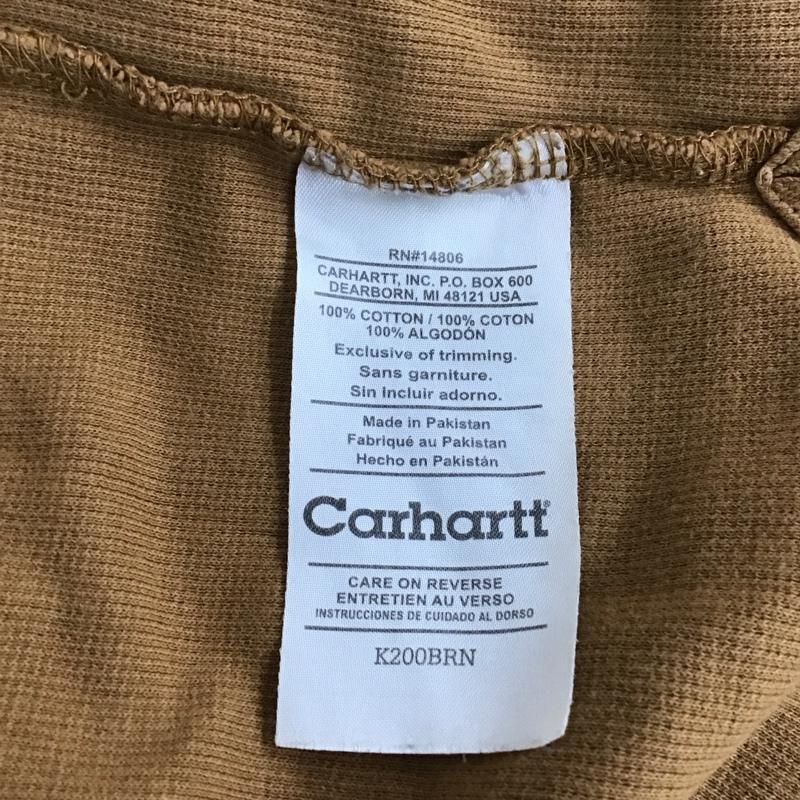 RN#14806
CARHARTT, INC. P.O. BOX 600
DEARBORN, MI 48121 USA
100% COTTON / 100% COTON
100% ALGODÓN
Exclusive of trimming.
Sans garniture.
Sin incluir adorno.
Made in Pakistan
Fabriqué au Pakistan
Hecho en Pakistán
Carhartt®
CARE ON REVERSE
ENTRETIEN AU VERSO
INSTRUCCIONES DE CUIDADO AL DORSO
K200BRN